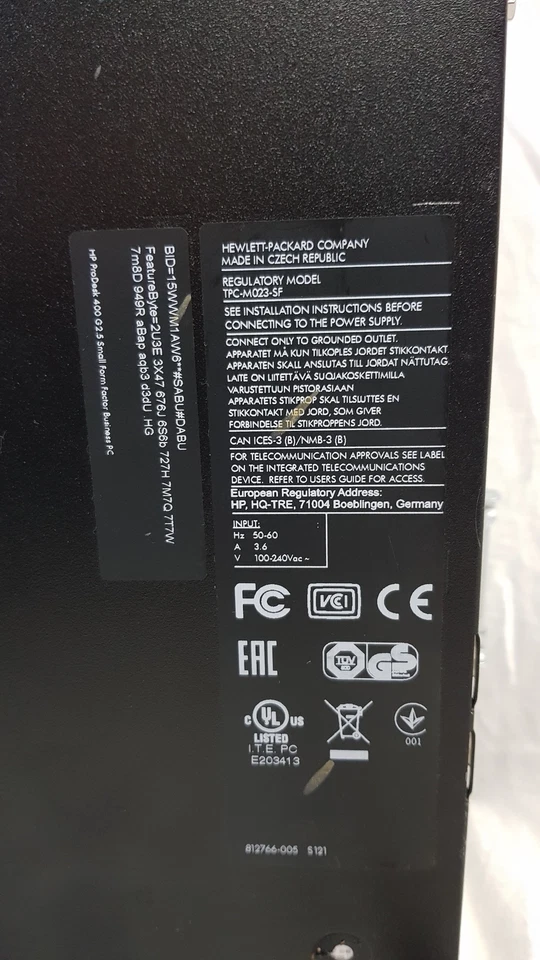 BID=15WWM1AW6**#SABU#DABU
FeatureByte=2U3E 3X47 676J 6S6b 727H 7M7Q 7T7W
7m8D 949R aBap aqb3 d3dU .HG
HP ProDesk 400 G2.5 Small Form Factor Business PC
HEWLETT-PACKARD COMPANY
MADE IN CZECH REPUBLIC
REGULATORY MODEL
TPC-M023-SF
SEE INSTALLATION INSTRUCTIONS BEFORE
CONNECTING TO THE POWER SUPPLY.
CONNECT ONLY TO GROUNDED OUTLET.
APPARATET MÅ KUN TILKOPLES JORDET STIKKONTAKT.
APPARATEN SKALL ANSLUTAS TILL JORDAT NÄTTUTAG.
LAITE ON LIITETTÄVÄ SUOJAKOSKETTIMILLA
VARUSTETTUUN PISTORASIAAN
APPARATETS STIKPROP SKAL TILSLUTTES EN
STIKKONTAKT MED JORD, SOM GIVER
FORBINDELSE TIL STIKPROPPENS JORD.
CAN ICES-3 (B)/NMB-3 (B)
FOR TELECOMMUNICATION APPROVALS SEE LABEL
ON THE INTEGRATED TELECOMMUNICATIONS
DEVICE. REFER TO USERS GUIDE FOR ACCESS.
European Regulatory Address:
HP, HQ-TRE, 71004 Boeblingen, Germany
INPUT: :
Hz 50-60
A 3.6
V 100-240Vac ~
FC VCI CE
EAC TÜV GS
C UL US
LISTED
I.T.E. PC
E203413
001
812766-005 S121